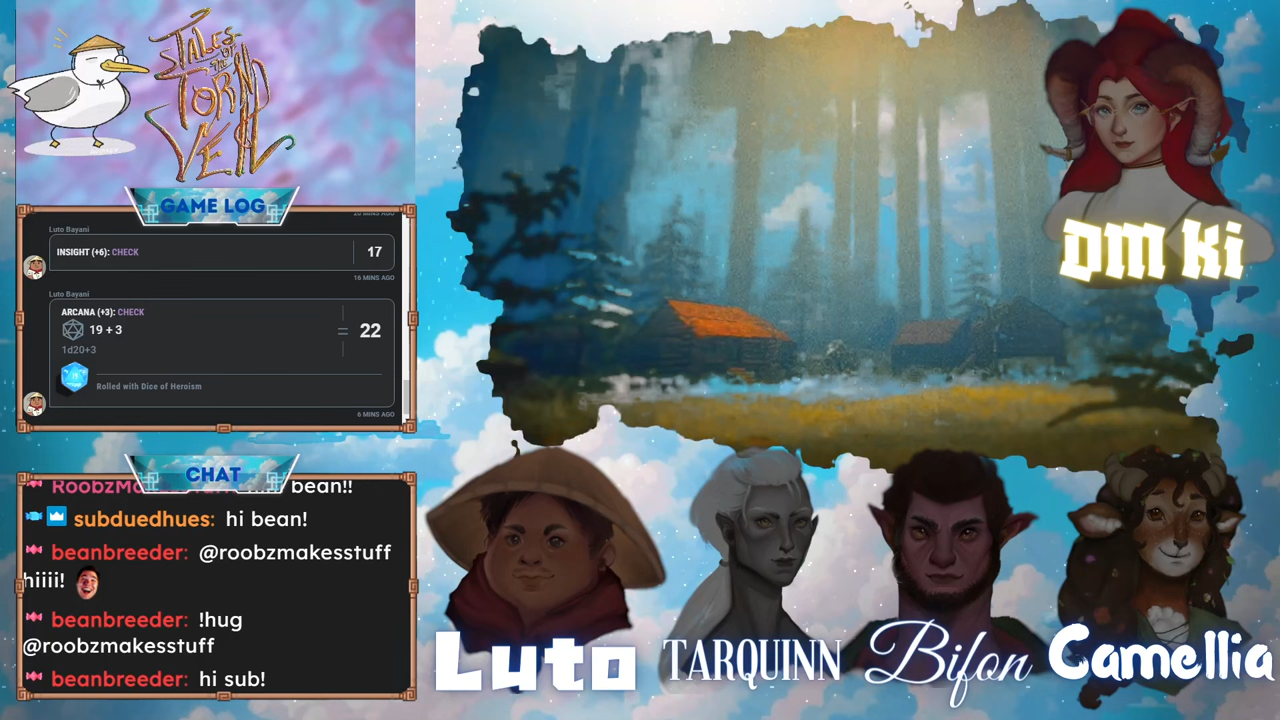 TALES
OF THE
TORN
VEIL
GAME LOG
20 MINS AGO
Luto Bayani
INSIGHT (+6): CHECK
17
16 MINS AGO
Luto Bayani
ARCANA (+3): CHECK
19 + 3
= 22
1d20+3
Rolled with Dice of Heroism
6 MINS AGO
CHAT
bean!!
subduedhues: hi bean!
beanbreeder: @roobzmakesstuff
hiiii!
beanbreeder: !hug
@roobzmakesstuff
beanbreeder: hi sub!
DM Ki
Luto
TARQUINN
Bifon
Camellia